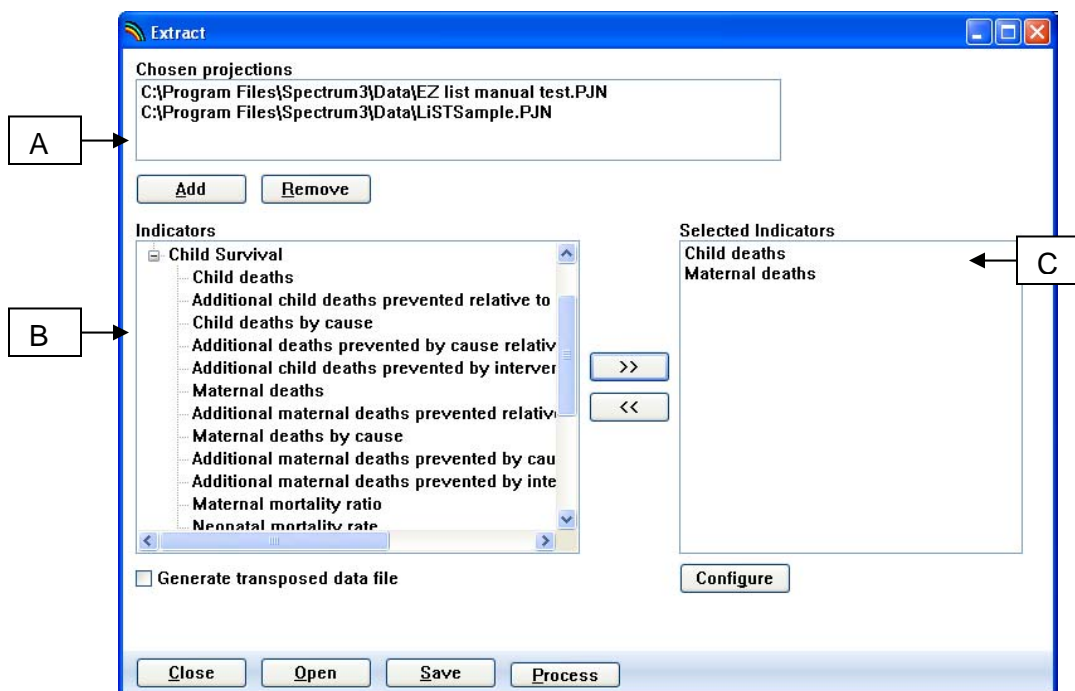 Extract
Chosen projections
C:\Program Files\Spectrum3\Data\EZ list manual test.PJN
C:\Program Files\Spectrum3\Data\LiSTSample.PJN
A
Add
Remove
Indicators
Child Survival
Child deaths
Additional child deaths prevented relative to
Child deaths by cause
Additional deaths prevented by cause relativ
Additional child deaths prevented by interver
Maternal deaths
Additional maternal deaths prevented relativ
Maternal deaths by cause
Additional maternal deaths prevented by cau
Additional maternal deaths prevented by inte
Maternal mortality ratio
Neonatal mortality rate
B
>>
<<
Selected Indicators
Child deaths
Maternal deaths
C
Generate transposed data file
Configure
Close
Open
Save
Process